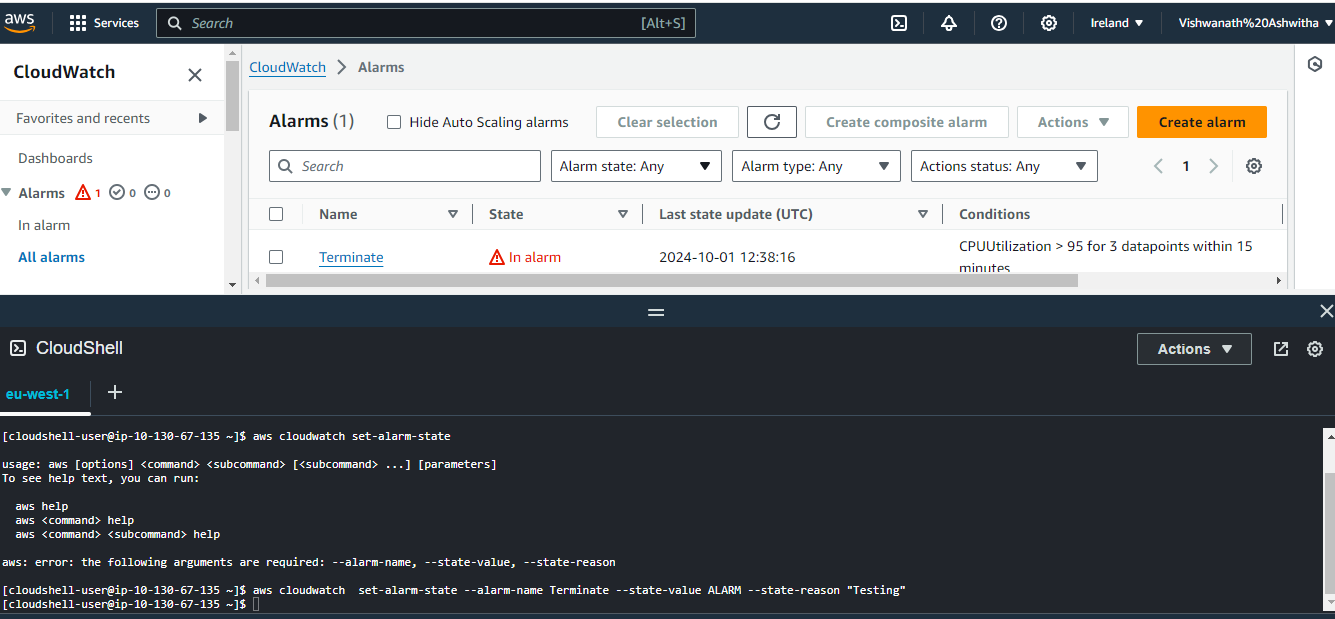 aws
Services
Search
[Alt+S]
Ireland
Vishwanath%20Ashwitha
CloudWatch
Favorites and recents
Dashboards
Alarms 1 0 0
In alarm
All alarms
CloudWatch > Alarms
Alarms (1)
Hide Auto Scaling alarms
Clear selection
Create composite alarm
Actions
Create alarm
Search
Alarm state: Any
Alarm type: Any
Actions status: Any
1
Name State Last state update (UTC) Conditions
Terminate In alarm 2024-10-01 12:38:16 CPUUtilization > 95 for 3 datapoints within 15
minutes
CloudShell
Actions
eu-west-1
[cloudshell-user@ip-10-130-67-135 ~]$ aws cloudwatch set-alarm-state
usage: aws [options] <command> <subcommand> [<subcommand> ...] [parameters]
To see help text, you can run:
aws help
aws <command> help
aws <command> <subcommand> help
aws: error: the following arguments are required: --alarm-name, --state-value, --state-reason
[cloudshell-user@ip-10-130-67-135 ~]$ aws cloudwatch  set-alarm-state --alarm-name Terminate --state-value ALARM --state-reason "Testing"
[cloudshell-user@ip-10-130-67-135 ~]$